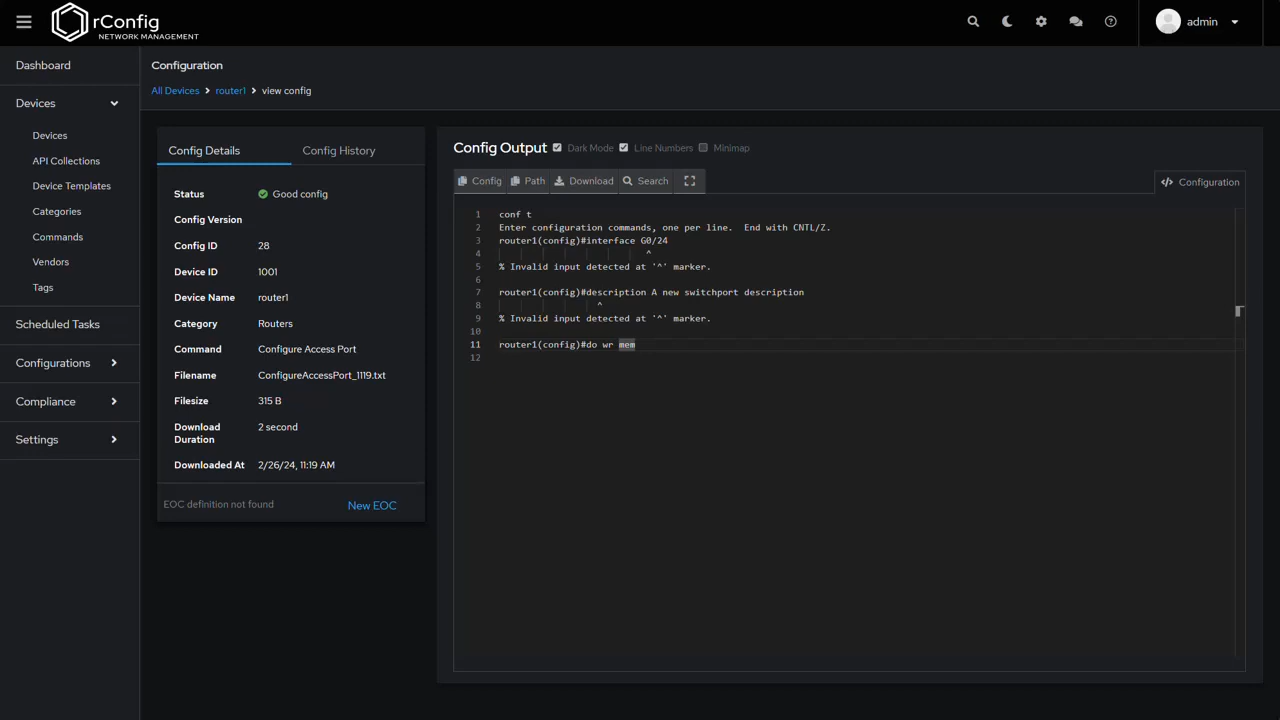 rConfig
NETWORK MANAGEMENT
admin
Dashboard
Devices
Devices
API Collections
Device Templates
Categories
Commands
Vendors
Tags
Scheduled Tasks
Configurations
Compliance
Settings
Configuration
All Devices > router1 > view config
Config Details
Config History
Status Good config
Config Version
Config ID 28
Device ID 1001
Device Name router1
Category Routers
Command Configure Access Port
Filename ConfigureAccessPort_1119.txt
Filesize 315 B
Download Duration 2 second
Downloaded At 2/26/24, 11:19 AM
EOC definition not found New EOC
Config Output Dark Mode Line Numbers Minimap
Config Path Download Search
Configuration
1 conf t
2 Enter configuration commands, one per line.  End with CNTL/Z.
3 router1(config)#interface G0/24
4 ^
5 % Invalid input detected at '^' marker.
6
7 router1(config)#description A new switchport description
8 ^
9 % Invalid input detected at '^' marker.
10
11 router1(config)#do wr mem
12